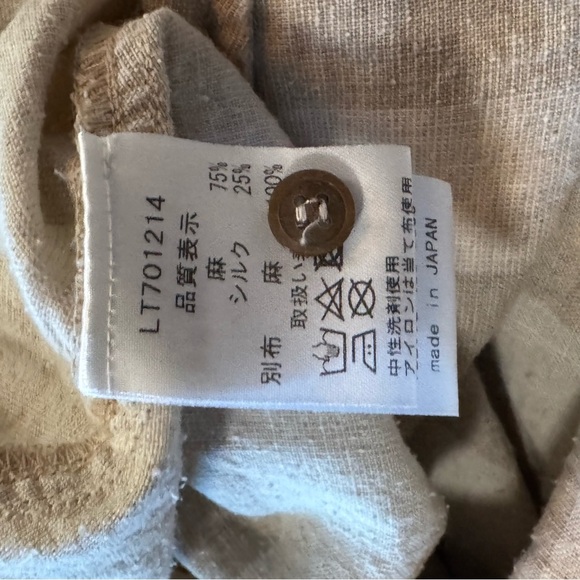 LT701214
品質表示
麻 75%
シルク 25%
別布 麻 00%
取扱い
中性洗剤使用
アイロンは当て布使用
made in JAPAN